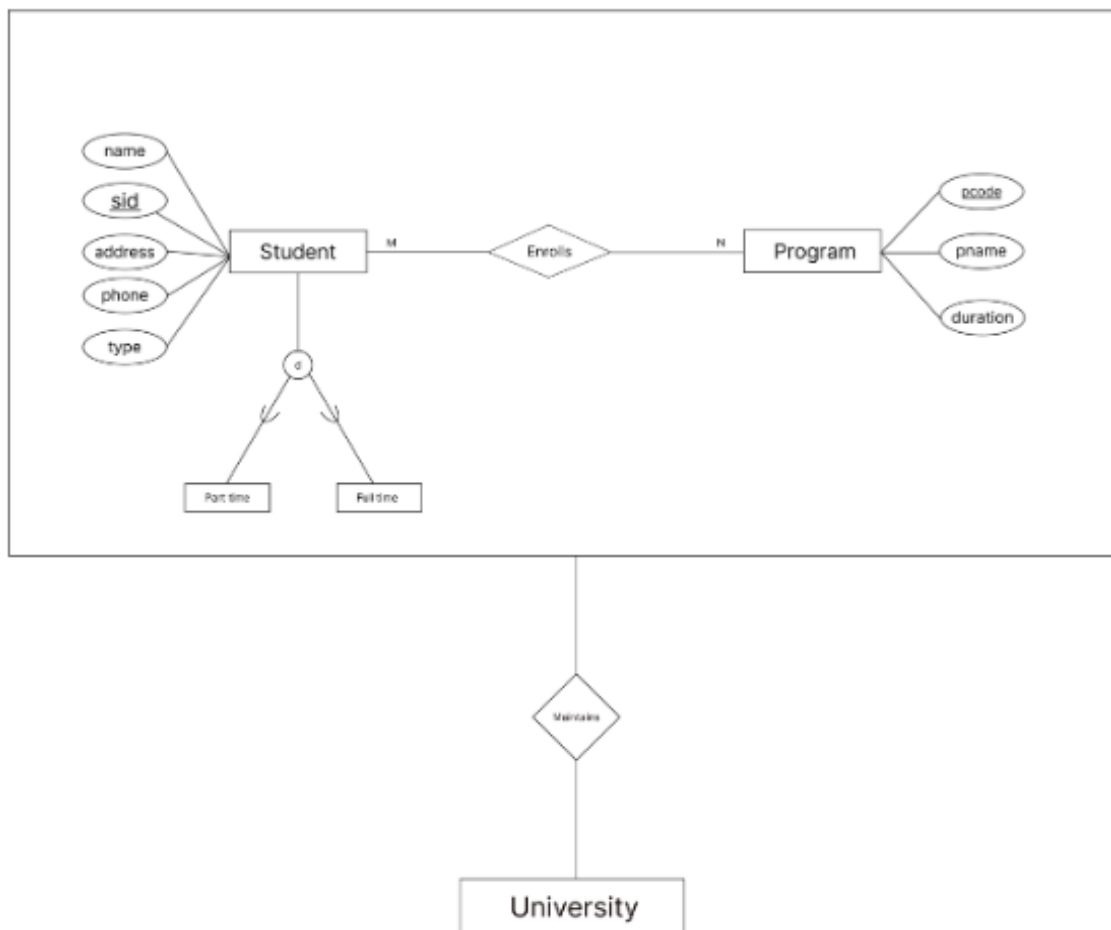 name
sid
address
phone
type
Student
M
Enrolls
N
Program
pcode
pname
duration
d
Part time
Full time
Maintains
University